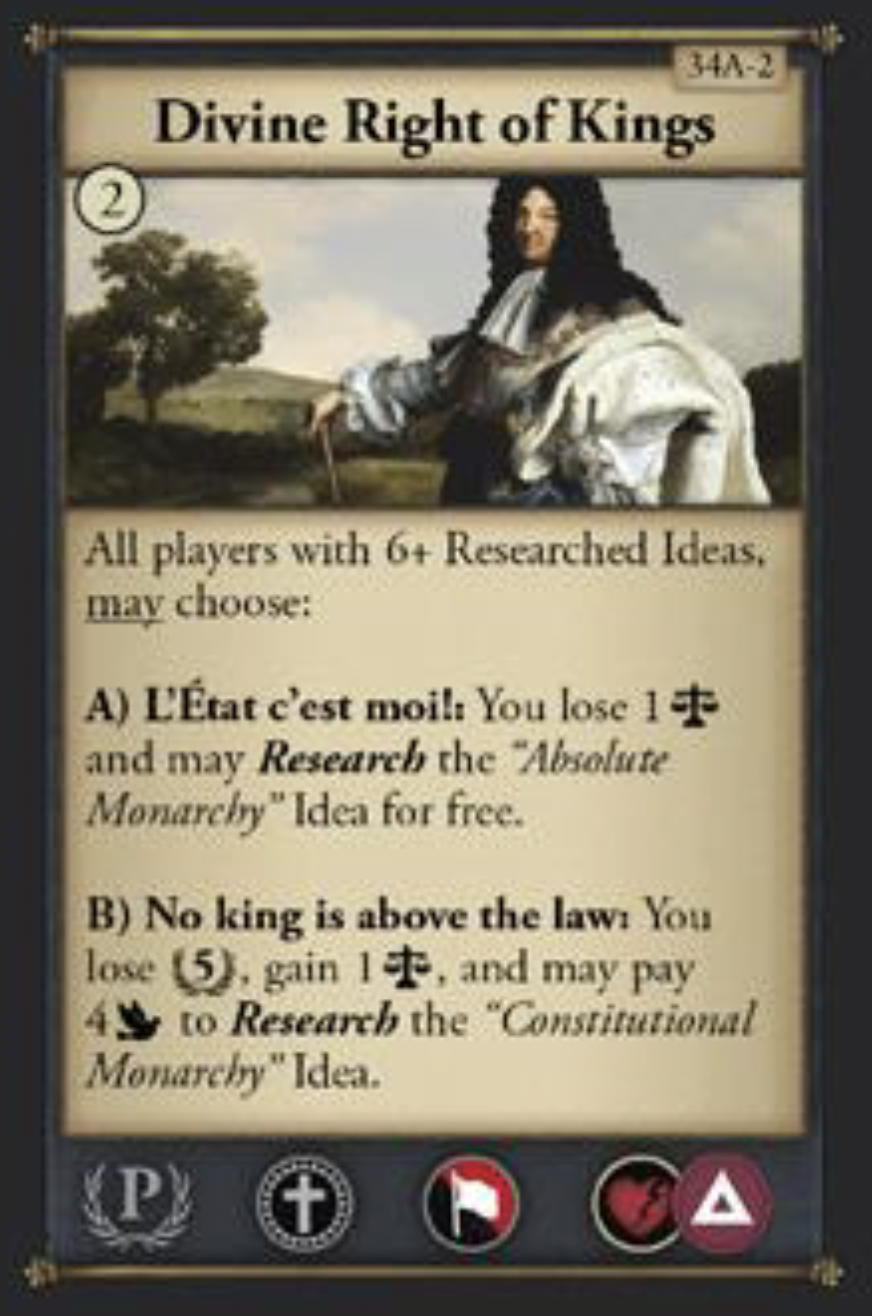 34A-2
Divine Right of Kings
2
All players with 6+ Researched Ideas,
may choose:
A) L'État c'est moi!: You lose 1
and may Research the "Absolute
Monarchy" Idea for free.
B) No king is above the law: You
lose (5), gain 1 , and may pay
4 to Research the "Constitutional
Monarchy" Idea.
P